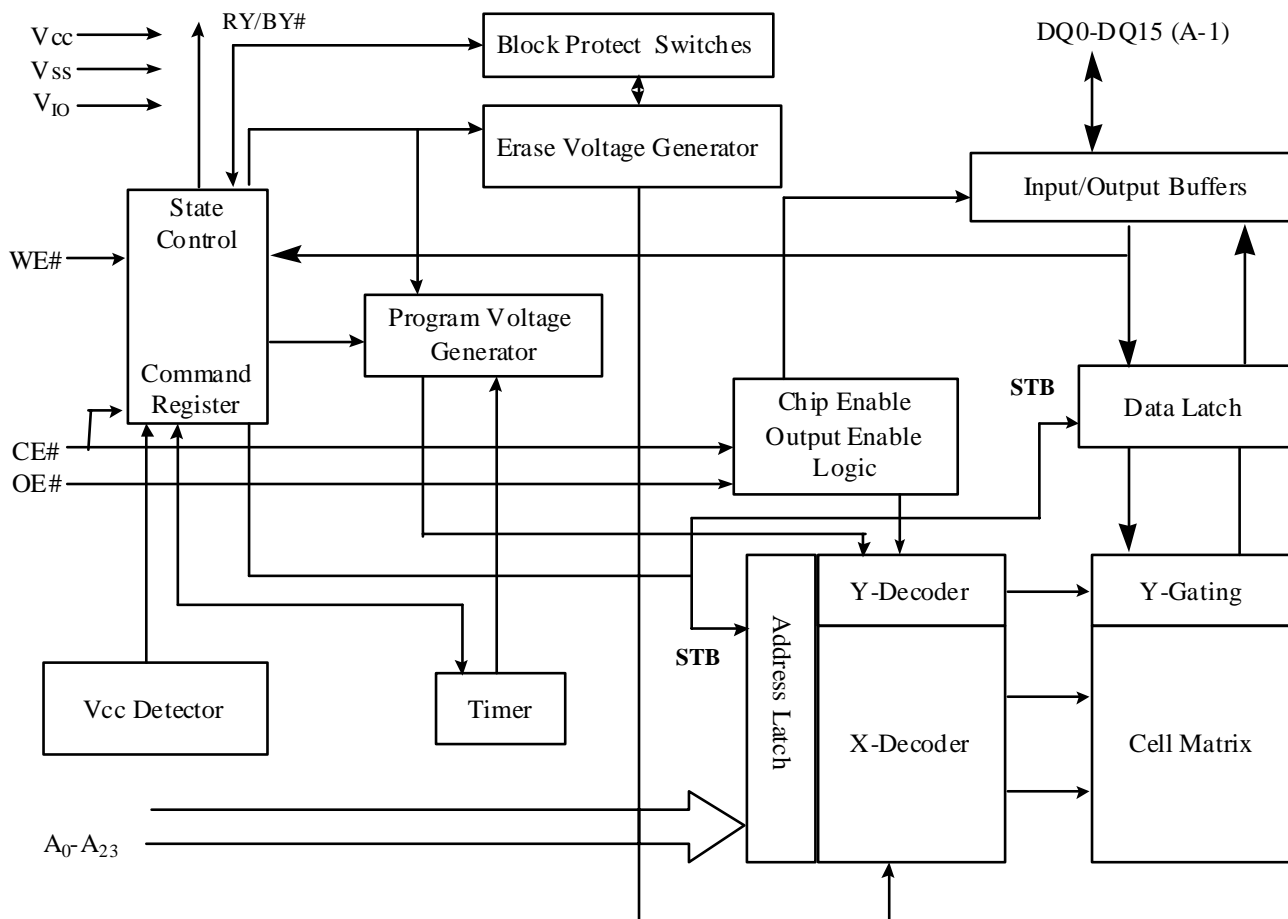 RY/BY#
Vcc
Vss
VIO
Block Protect Switches
DQ0-DQ15 (A-1)
Erase Voltage Generator
Input/Output Buffers
State
Control
WE#
Program Voltage
Generator
Command
Register
STB
Chip Enable
Output Enable
Logic
Data Latch
CE#
OE#
Address Latch
Y-Decoder
Y-Gating
STB
Vcc Detector
Timer
X-Decoder
Cell Matrix
A0-A23